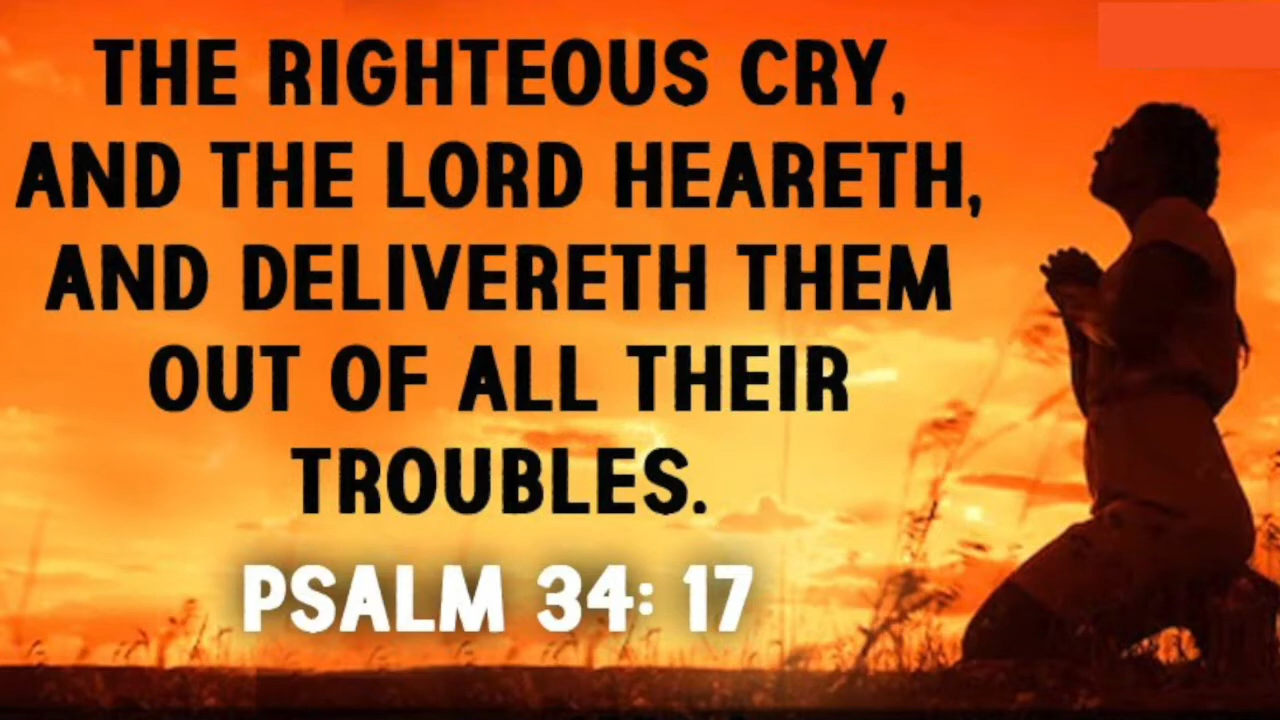 THE RIGHTEOUS CRY,
AND THE LORD HEARETH,
AND DELIVERETH THEM
OUT OF ALL THEIR
TROUBLES.
PSALM 34: 17